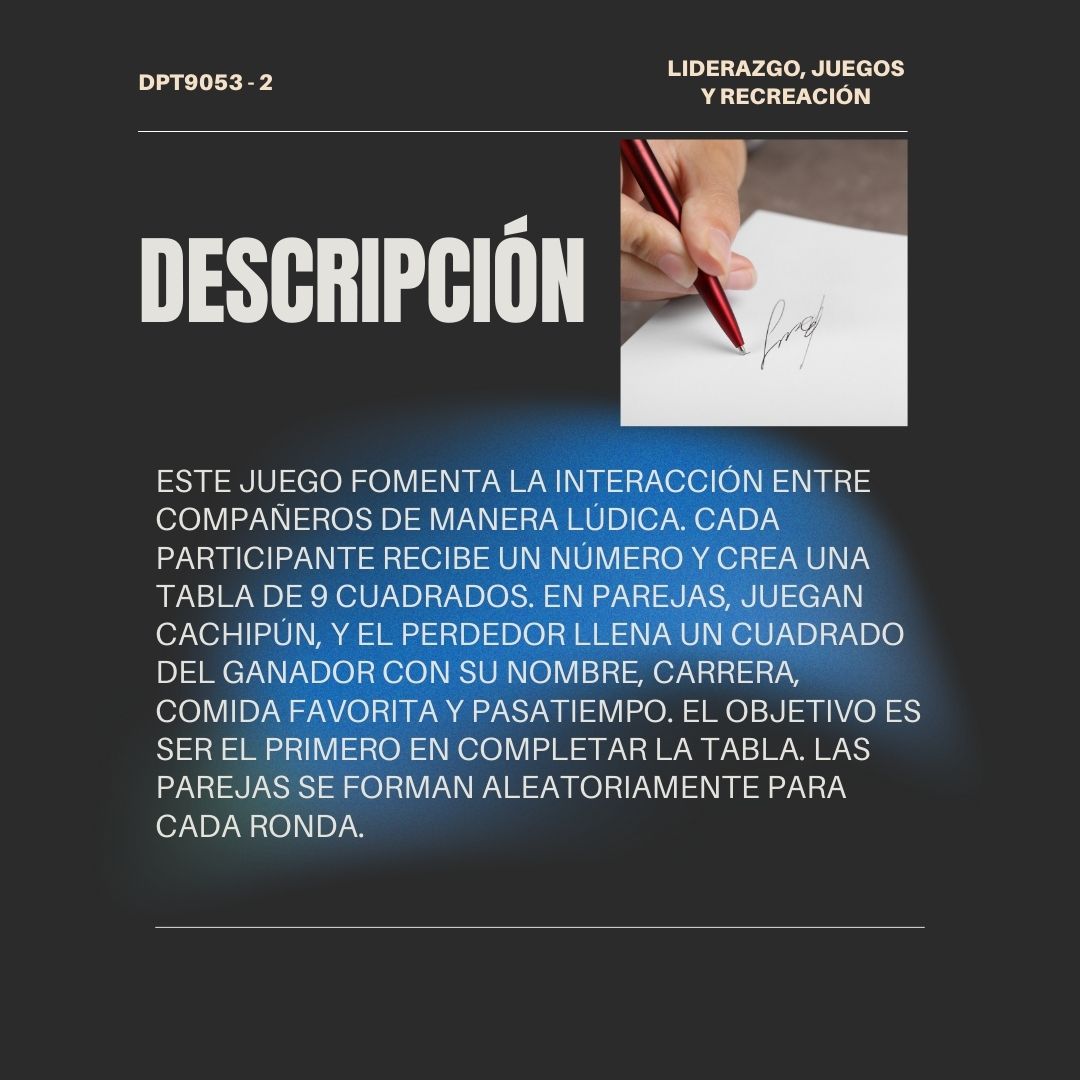 DPT9053 - 2
LIDERAZGO, JUEGOS
Y RECREACIÓN
DESCRIPCIÓN
ESTE JUEGO FOMENTA LA INTERACCIÓN ENTRE
COMPAÑEROS DE MANERA LÚDICA. CADA
PARTICIPANTE RECIBE UN NÚMERO Y CREA UNA
TABLA DE 9 CUADRADOS. EN PAREJAS, JUEGAN
CACHIPÚN, Y EL PERDEDOR LLENA UN CUADRADO
DEL GANADOR CON SU NOMBRE, CARRERA,
COMIDA FAVORITA Y PASATIEMPO. EL OBJETIVO ES
SER EL PRIMERO EN COMPLETAR LA TABLA. LAS
PAREJAS SE FORMAN ALEATORIAMENTE PARA
CADA RONDA.